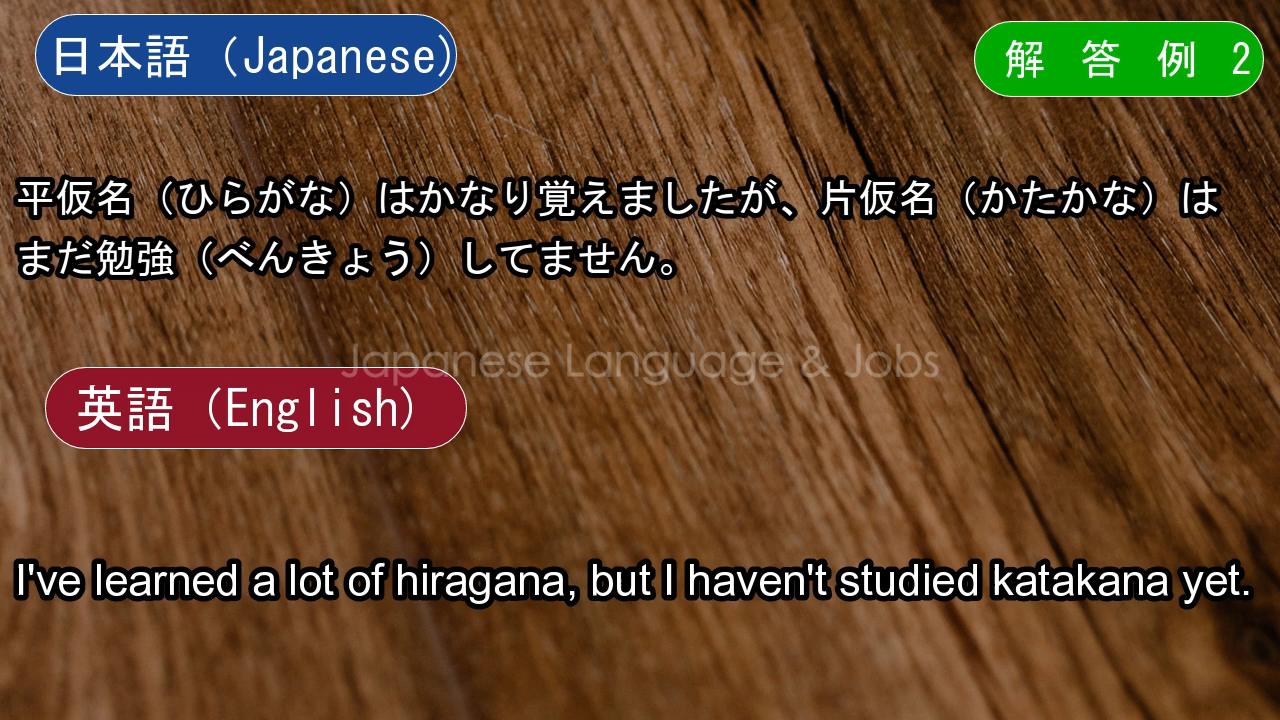 日本語（Japanese）
解答例 2
平仮名（ひらがな）はかなり覚えましたが、片仮名（かたかな）は
まだ勉強（べんきょう）してません。
Japanese Language & Jobs
英語（English）
I've learned a lot of hiragana, but I haven't studied katakana yet.